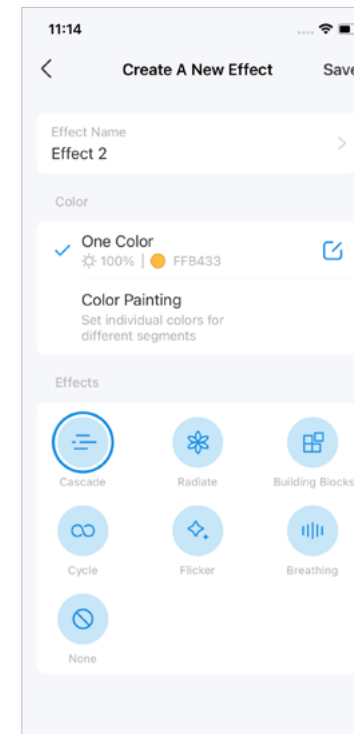 11:14
Create A New Effect Save
Effect Name
Effect 2
Color
One Color
100% | FFB433
Color Painting
Set individual colors for
different segments
Effects
Cascade Radiate Building Blocks
Cycle Flicker Breathing
None